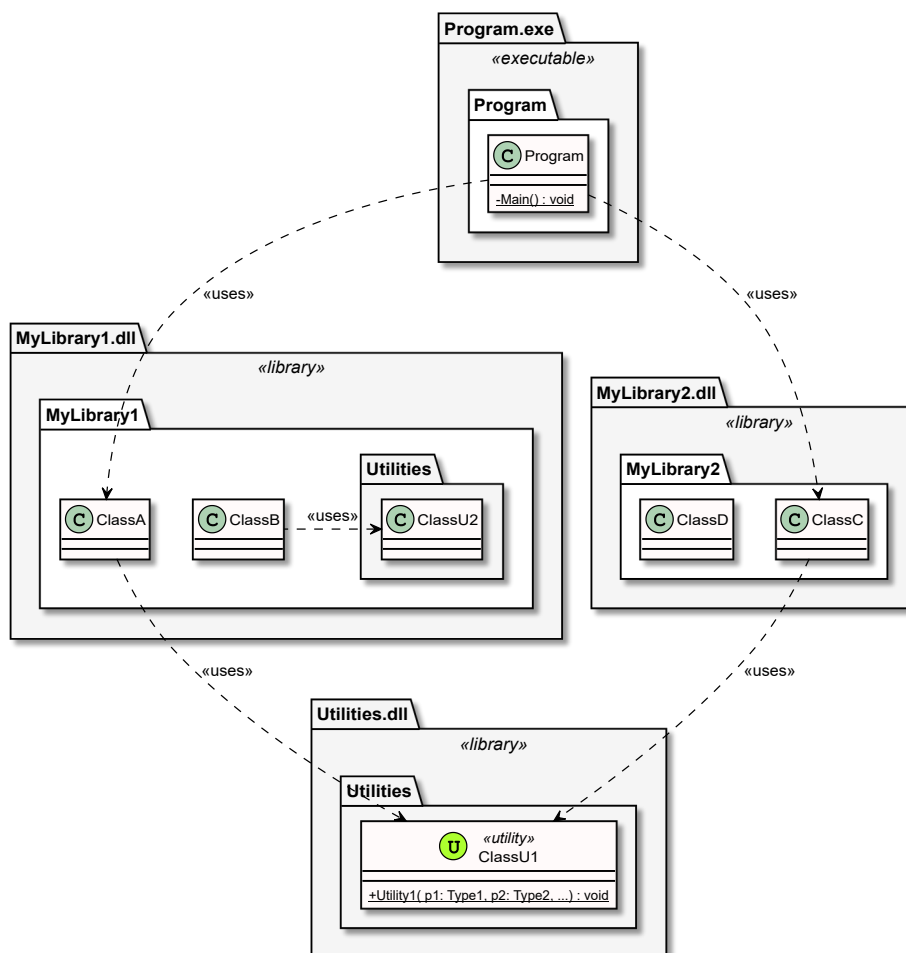 Program.exe
«executable»
Program
C Program
-Main() : void
«uses»
«uses»
MyLibrary1.dll
«library»
MyLibrary1
Utilities
C ClassA
C ClassB
«uses»
C ClassU2
MyLibrary2.dll
«library»
MyLibrary2
C ClassD
C ClassC
«uses»
«uses»
Utilities.dll
«library»
Utilities
U «utility»
ClassU1
+Utility1( p1: Type1, p2: Type2, ...) : void